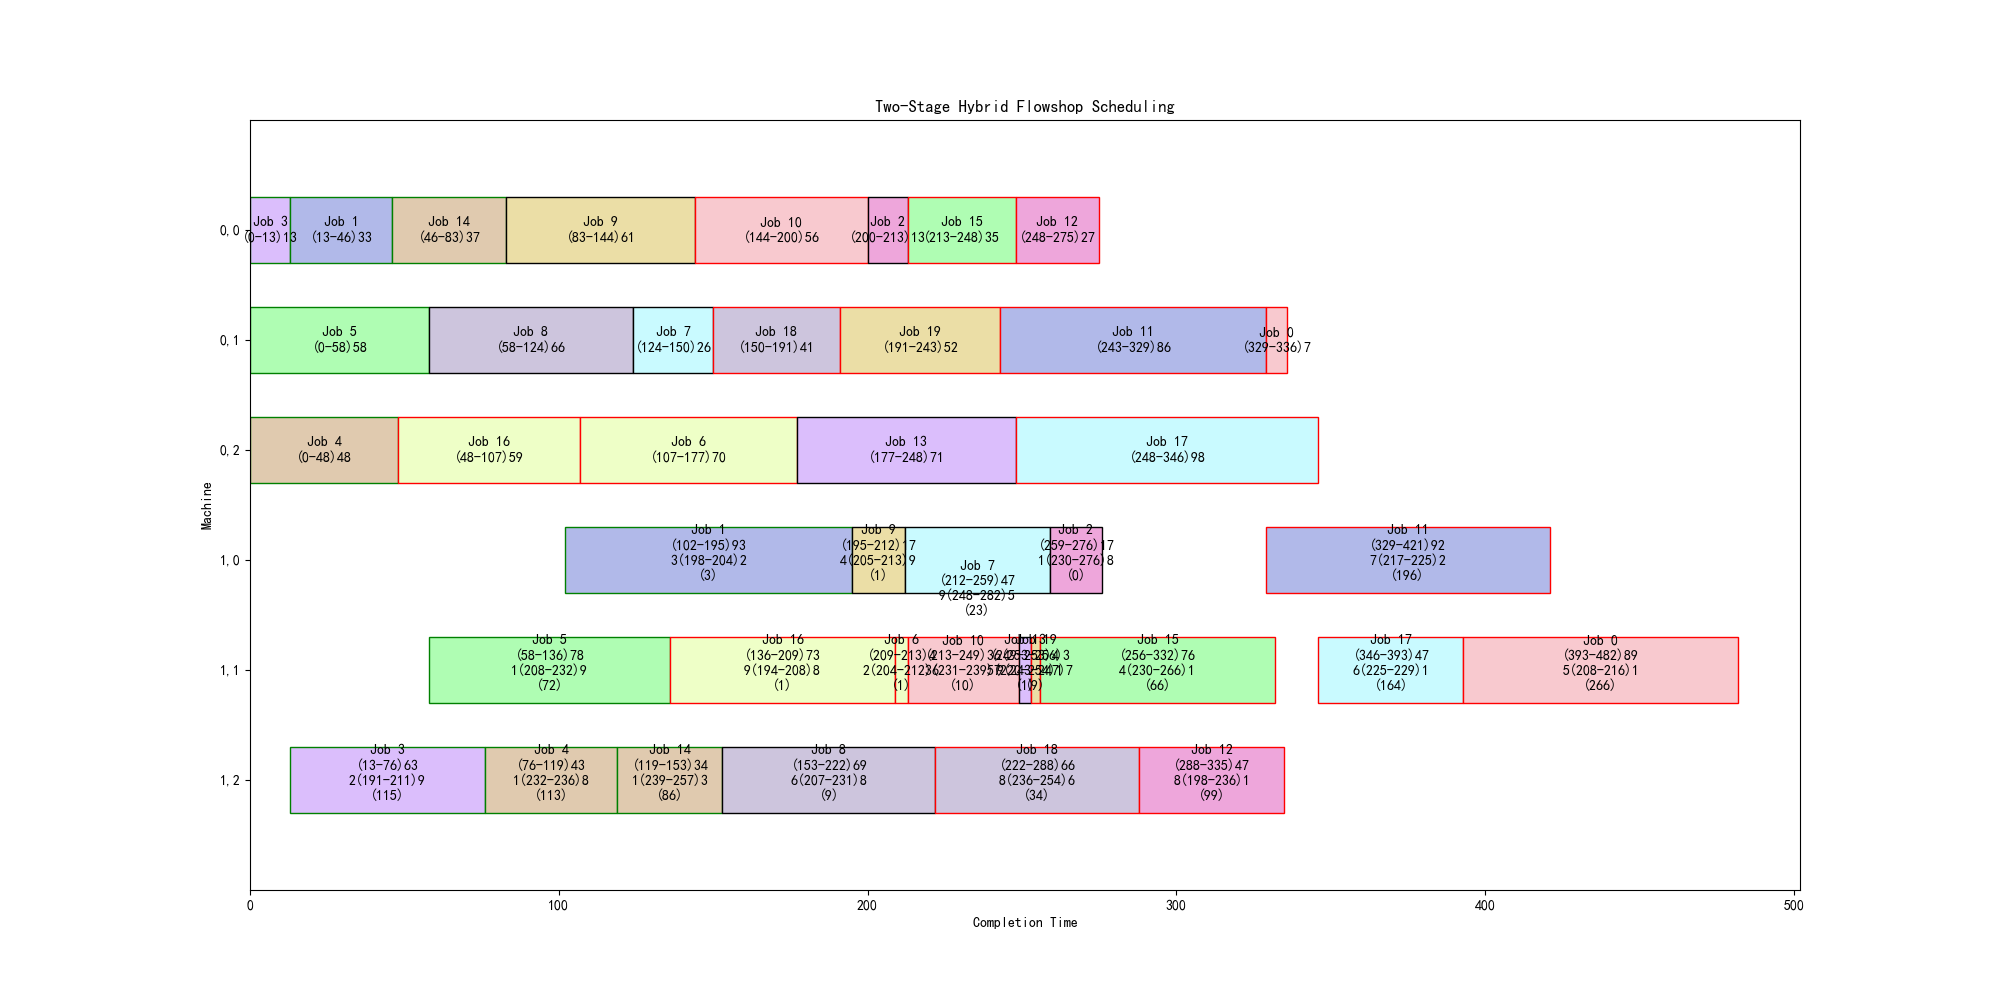 Two-Stage Hybrid Flowshop Scheduling
Machine
0,0
Job 3
(0-13)13
Job 1
(13-46)33
Job 14
(46-83)37
Job 9
(83-144)61
Job 10
(144-200)56
Job 2
(200-213)13
Job 15
(213-248)35
Job 12
(248-275)27
0,1
Job 5
(0-58)58
Job 8
(58-124)66
Job 7
(124-150)26
Job 18
(150-191)41
Job 19
(191-243)52
Job 11
(243-329)86
Job 0
(329-336)7
0,2
Job 4
(0-48)48
Job 16
(48-107)59
Job 6
(107-177)70
Job 13
(177-248)71
Job 17
(248-346)98
1,0
Job 1
(102-195)93
3(198-204)2
(3)
Job 9
(195-212)17
4(205-213)9
(1)
Job 7
(212-259)47
9(248-282)5
(23)
Job 2
(259-276)17
1(230-276)8
(0)
Job 11
(329-421)92
7(217-225)2
(196)
1,1
Job 5
(58-136)78
1(208-232)9
(72)
Job 16
(136-209)73
9(194-208)8
(1)
Job 6
(209-213)4
2(204-212)6
(1)
Job 10
(213-249)36
(10)
Job 13
Job 19
(9)
Job 15
(256-332)76
4(230-266)1
(66)
Job 17
(346-393)47
6(225-229)1
(164)
Job 0
(393-482)89
5(208-216)1
(266)
1,2
Job 3
(13-76)63
2(191-211)9
(115)
Job 4
(76-119)43
1(232-236)8
(113)
Job 14
(119-153)34
1(239-257)3
(86)
Job 8
(153-222)69
6(207-231)8
(9)
Job 18
(222-288)66
8(236-254)6
(34)
Job 12
(288-335)47
8(198-236)1
(99)
0
100
200
300
400
500
Completion Time